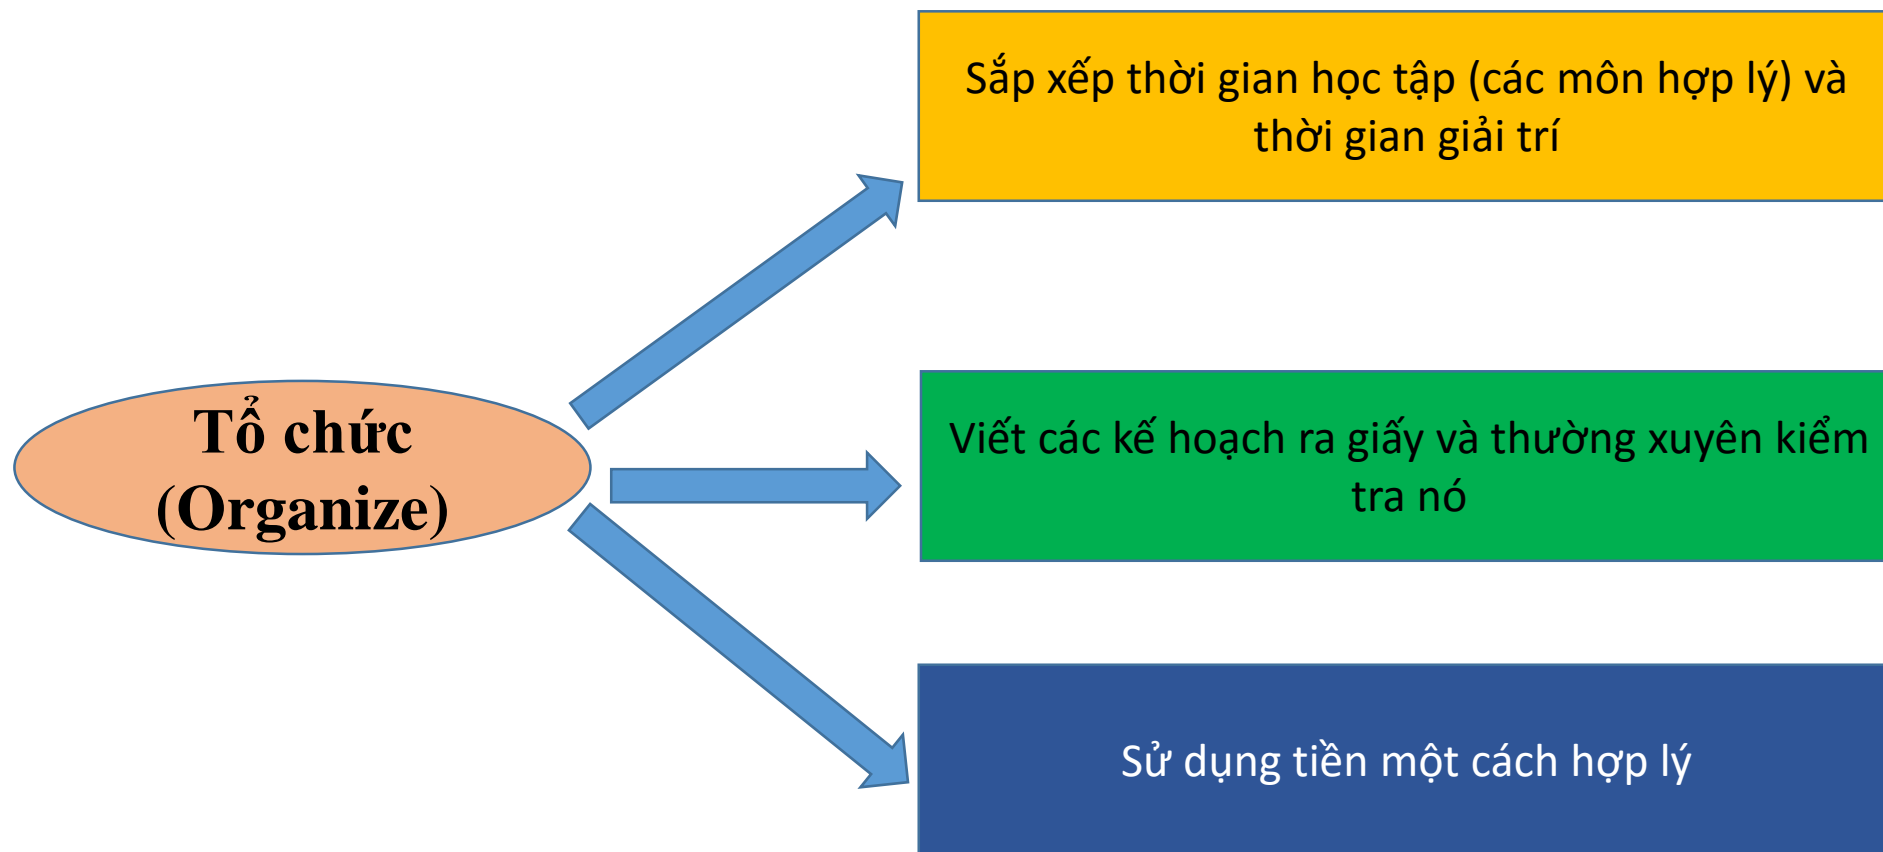 Sắp xếp thời gian học tập (các môn hợp lý) và
thời gian giải trí
Tổ chức
(Organize)
Viết các kế hoạch ra giấy và thường xuyên kiểm
tra nó
Sử dụng tiền một cách hợp lý